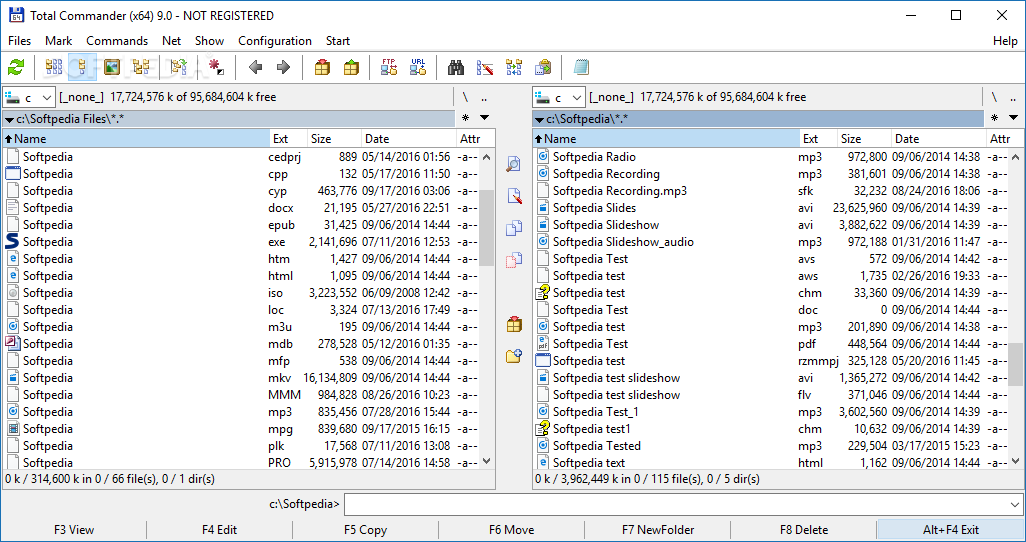 Total Commander (x64) 9.0 - NOT REGISTERED
Files Mark Commands Net Show Configuration Start Help
SOFTPEDIA FTP URL
c [_none_] 17,724,576 k of 95,684,604 k free \ ..
c [_none_] 17,724,576 k of 95,684,604 k free \ ..
c:\Softpedia Files\*.* *
c:\Softpedia\*.* *
Name Ext Size Date Attr
Softpedia cedprj 889 05/14/2016 01:56 -a--
Softpedia cpp 132 05/17/2016 11:50 -a--
Softpedia cyp 463,776 09/17/2016 03:06 -a--
Softpedia docx 21,195 05/27/2016 22:51 -a--
Softpedia epub 31,425 09/06/2014 14:44 -a--
Softpedia exe 2,141,696 07/11/2016 12:53 -a--
Softpedia htm 1,427 09/06/2014 14:44 -a--
Softpedia html 1,095 09/06/2014 14:44 -a--
Softpedia iso 3,223,552 06/09/2008 12:42 -a--
Softpedia loc 3,324 07/13/2016 17:49 -a--
Softpedia m3u 195 09/06/2014 14:44 -a--
Softpedia mdb 278,528 05/12/2016 01:35 -a--
Softpedia mfp 538 09/06/2014 14:44 -a--
Softpedia mkv 16,134,809 09/06/2014 14:44 -a--
Softpedia MMM 984,828 08/26/2016 10:23 -a--
Softpedia mp3 835,456 07/28/2016 15:44 -a--
Softpedia mpg 839,680 09/17/2015 16:15 -a--
Softpedia plk 17,568 07/11/2016 13:08 -a--
Softpedia PRO 5,915,978 07/14/2016 14:58 -a--
0 k / 314,600 k in 0 / 66 file(s), 0 / 1 dir(s)
Name Ext Size Date Attr
Softpedia Radio mp3 972,800 09/06/2014 14:38 -a--
Softpedia Recording mp3 381,601 09/06/2014 14:38 -a--
Softpedia Recording.mp3 sfk 32,232 08/24/2016 18:06 -a--
Softpedia Slides avi 23,625,960 09/06/2014 14:39 -a--
Softpedia Slideshow avi 3,882,622 09/06/2014 14:39 -a--
Softpedia Slideshow_audio mp3 972,188 01/31/2016 11:47 -a--
Softpedia Test avs 572 09/06/2014 14:42 -a--
Softpedia test aws 1,735 02/26/2016 19:33 -a--
Softpedia test chm 33,360 09/06/2014 14:39 -a--
Softpedia Test doc 0 09/06/2014 14:44 -a--
Softpedia test mp3 201,890 09/06/2014 14:38 -a--
Softpedia Test pdf 448,564 09/06/2014 14:44 -a--
Softpedia test rzmmpj 325,128 05/20/2016 11:45 -a--
Softpedia test slideshow avi 1,365,272 09/06/2014 14:42 -a--
Softpedia test slideshow flv 371,046 09/06/2014 14:44 -a--
Softpedia Test_1 mp3 3,602,560 09/06/2014 14:39 -a--
Softpedia test1 chm 10,632 09/06/2014 14:39 -a--
Softpedia Tested mp3 229,504 03/17/2015 15:23 -a--
Softpedia text html 1,162 09/06/2014 14:44 -a--
0 k / 3,962,449 k in 0 / 115 file(s), 0 / 5 dir(s)
c:\Softpedia>
F3 View F4 Edit F5 Copy F6 Move F7 NewFolder F8 Delete Alt+F4 Exit